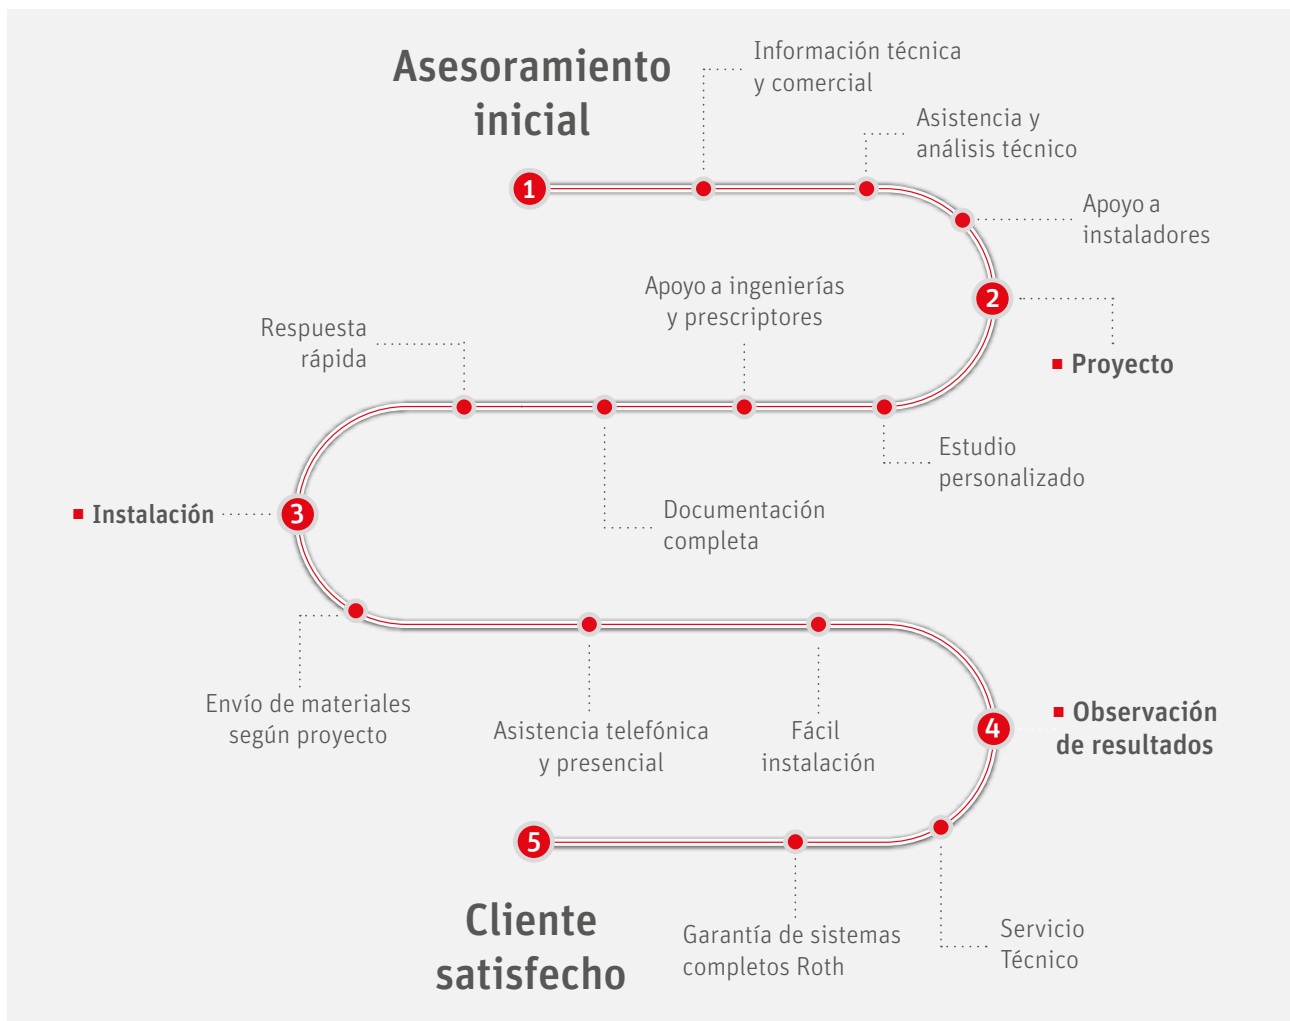 Asesoramiento
inicial
Información técnica
y comercial
Asistencia y
análisis técnico
1
Apoyo a
instaladores
2
■ Proyecto
Apoyo a ingenierías
y prescriptores
Respuesta
rápida
Estudio
personalizado
Documentación
completa
■ Instalación
3
Envío de materiales
según proyecto
Asistencia telefónica
y presencial
Fácil
instalación
4
■ Observación
de resultados
5
Cliente
satisfecho
Garantía de sistemas
completos Roth
Servicio
Técnico